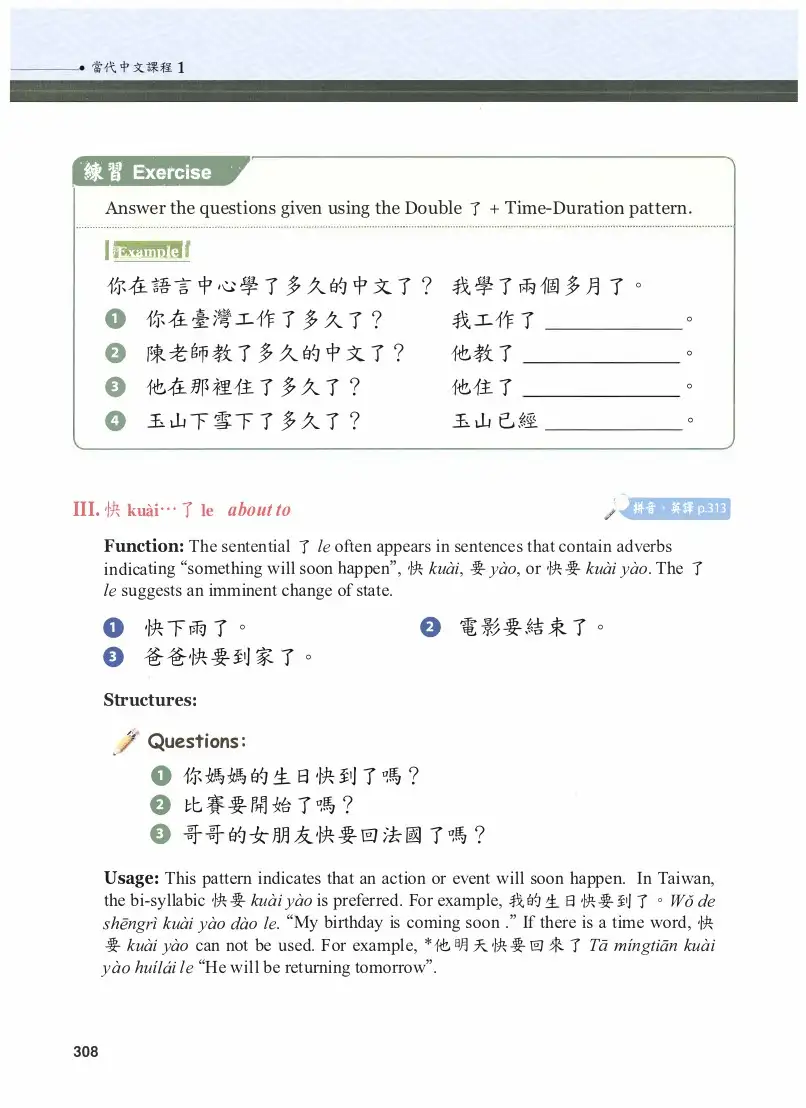 當代中文課程 1
練習 Exercise
Answer the questions given using the Double 了 + Time-Duration pattern.
Example
你在語言中心學了多久的中文了？ 我學了兩個多月了。
1 你在臺灣工作了多久了？ 我工作了 ____________。
2 陳老師教了多久的中文了？ 他教了 ____________。
3 他在那裡住了多久了？ 他住了 ____________。
4 玉山下雪下了多久了？ 玉山已經 ____________。
III. 快 kuài…了 le about to
拼音、英譯 p.313
Function: The sentential 了 le often appears in sentences that contain adverbs
indicating “something will soon happen”, 快 kuài, 要 yào, or 快要 kuài yào. The 了
le suggests an imminent change of state.
1 快下雨了。 2 電影要結束了。
3 爸爸快要到家了。
Structures:
Questions:
1 你媽媽的生日快到了嗎？
2 比賽要開始了嗎？
3 哥哥的女朋友快要回法國了嗎？
Usage: This pattern indicates that an action or event will soon happen. In Taiwan,
the bi-syllabic 快要 kuài yào is preferred. For example, 我的生日快要到了。Wǒ de
shēngrì kuài yào dào le. “My birthday is coming soon .” If there is a time word, 快
要 kuài yào can not be used. For example, *他明天快要回來了 Tā míngtiān kuài
yào huílái le “He will be returning tomorrow”.
308